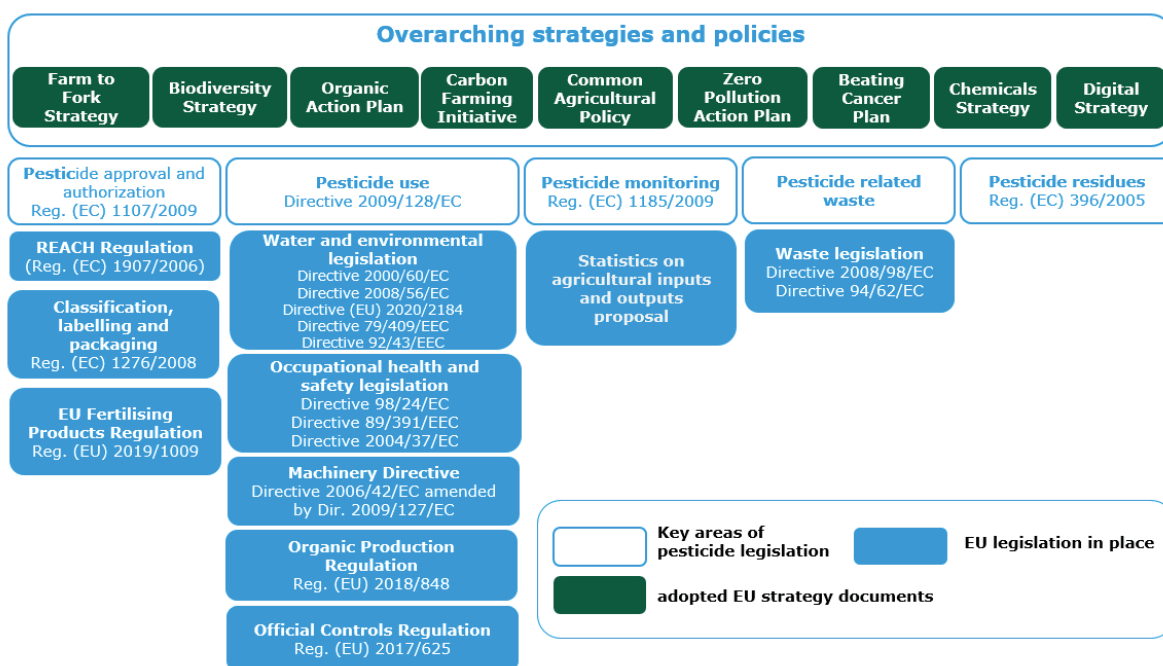 Overarching strategies and policies
Farm to
Fork
Strategy
Biodiversity
Strategy
Organic
Action Plan
Carbon
Farming
Initiative
Common
Agricultural
Policy
Zero
Pollution
Action Plan
Beating
Cancer
Plan
Chemicals
Strategy
Digital
Strategy
Pesticide approval and
authorization
Reg. (EC) 1107/2009
Pesticide use
Directive 2009/128/EC
Pesticide monitoring
Reg. (EC) 1185/2009
Pesticide related
waste
Pesticide residues
Reg. (EC) 396/2005
REACH Regulation
(Reg. (EC) 1907/2006)
Classification,
labelling and
packaging
Reg. (EC) 1276/2008
EU Fertilising
Products Regulation
Reg. (EU) 2019/1009
Water and environmental
legislation
Directive 2000/60/EC
Directive 2008/56/EC
Directive (EU) 2020/2184
Directive 79/409/EEC
Directive 92/43/EEC
Occupational health and
safety legislation
Directive 98/24/EC
Directive 89/391/EEC
Directive 2004/37/EC
Machinery Directive
Directive 2006/42/EC amended
by Dir. 2009/127/EC
Organic Production
Regulation
Reg. (EU) 2018/848
Official Controls Regulation
Reg. (EU) 2017/625
Statistics on
agricultural inputs
and outputs
proposal
Waste legislation
Directive 2008/98/EC
Directive 94/62/EC
Key areas of
pesticide legislation
EU legislation in place
adopted EU strategy documents